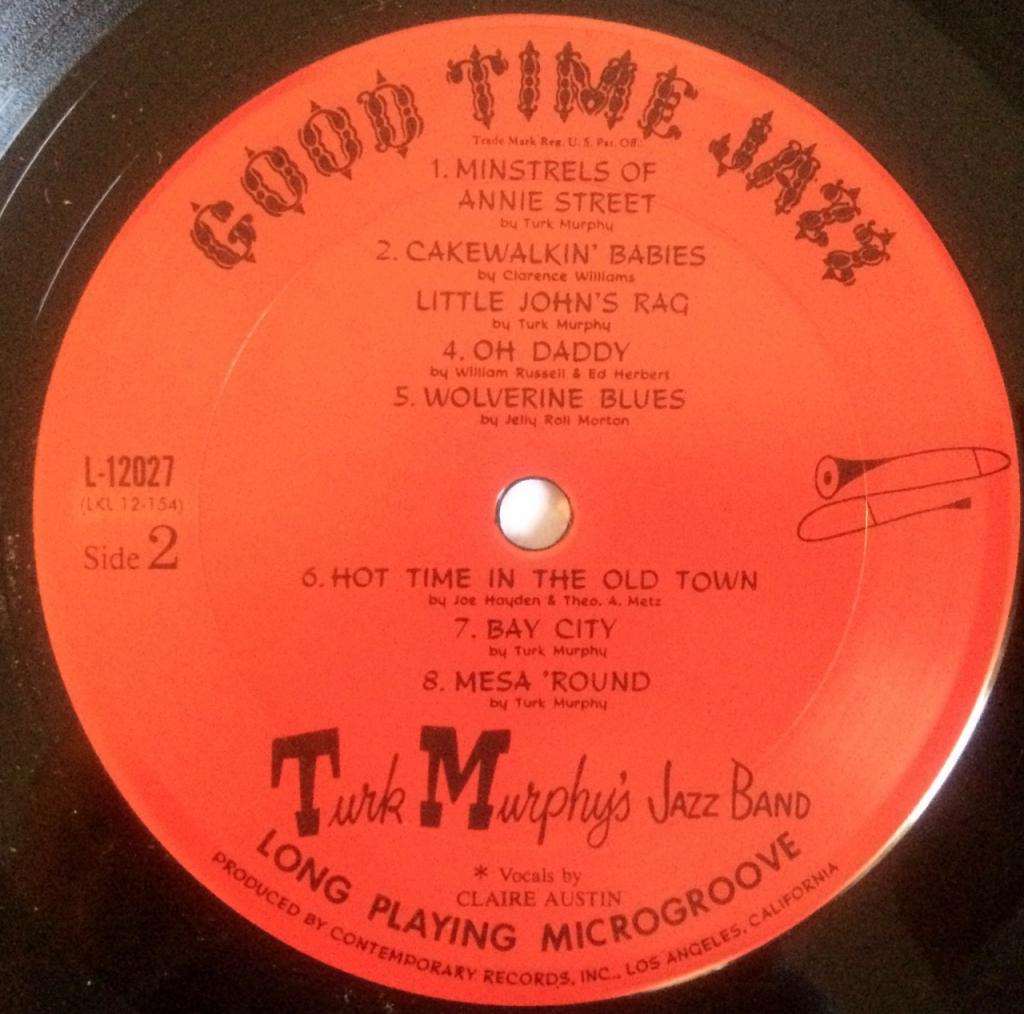 GOOD TIME JAZZ
Trade Mark Reg. U. S. Pat. Off.
1. MINSTRELS OF
ANNIE STREET
by Turk Murphy
2. CAKEWALKIN' BABIES
by Clarence Williams
LITTLE JOHN'S RAG
by Turk Murphy
4. OH DADDY
by William Russell & Ed Herbert
5. WOLVERINE BLUES
by Jelly Roll Morton
L-12027
(LKL 12-154)
Side 2
6. HOT TIME IN THE OLD TOWN
by Joe Hayden & Theo. A. Metz
7. BAY CITY
by Turk Murphy
8. MESA 'ROUND
by Turk Murphy
Turk Murphy's Jazz Band
* Vocals by
CLAIRE AUSTIN
LONG PLAYING MICROGROOVE
PRODUCED BY CONTEMPORARY RECORDS, INC., LOS ANGELES, CALIFORNIA